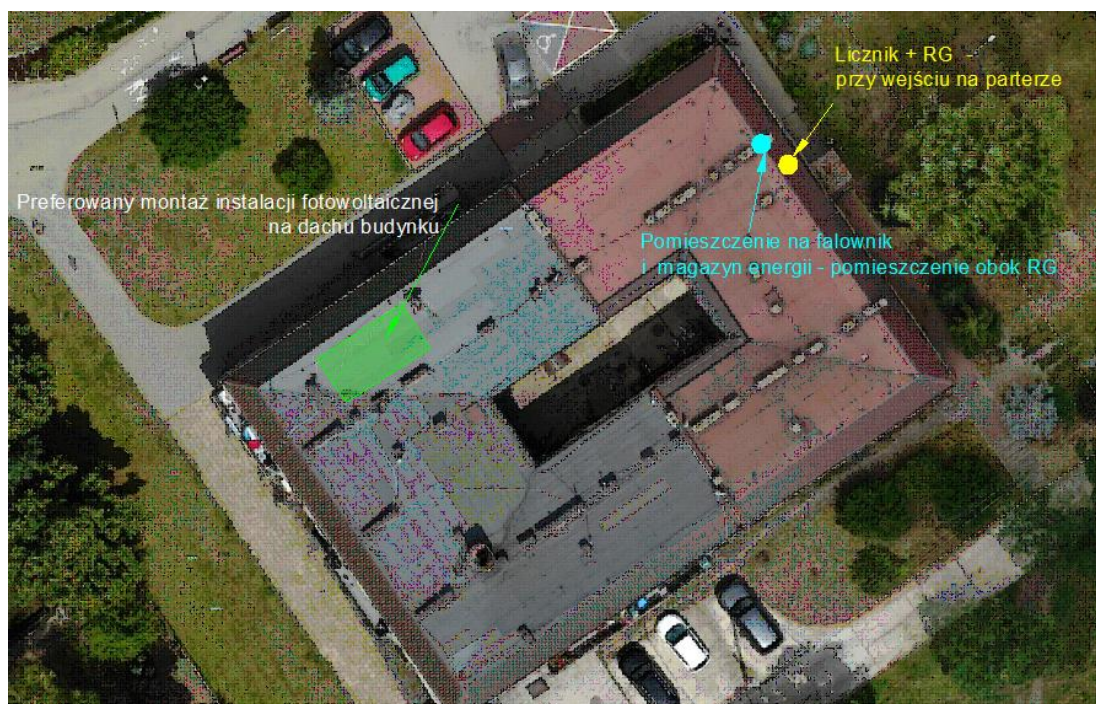 Licznik + RG -
przy wejściu na parterze
Preferowany montaż instalacji fotowoltaicznej
na dachu budynku
Pomieszczenie na falownik
i magazyn energii - pomieszczenie obok RG